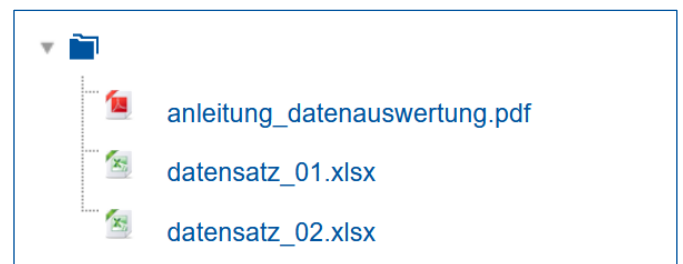 anleitung_datenauswertung.pdf
datensatz_01.xlsx
datensatz_02.xlsx